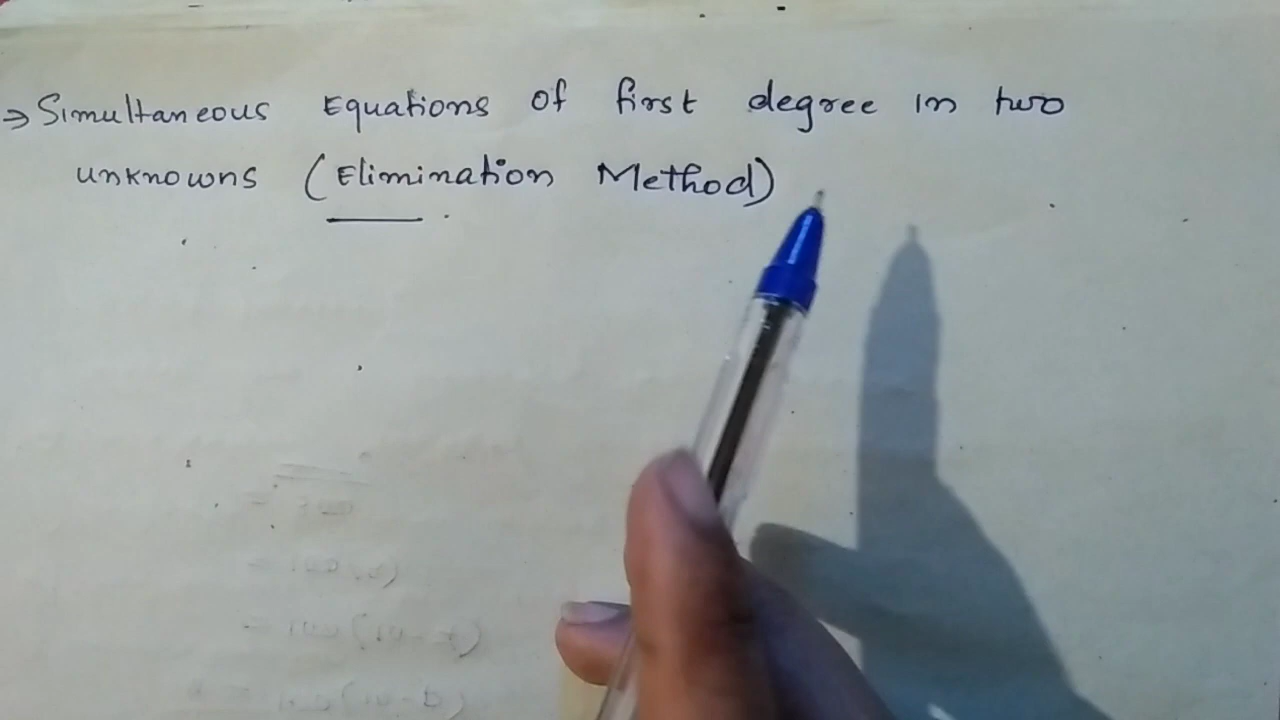 → Simultaneous Equations of first degree in two
unknowns (Elimination Method)